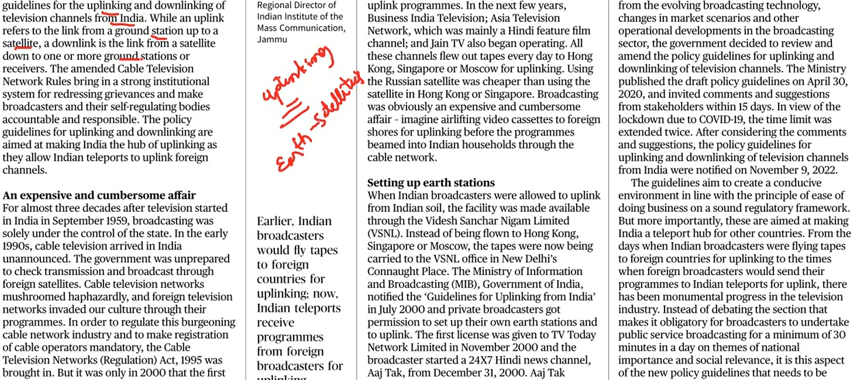 guidelines for the uplinking and downlinking of
television channels from India. While an uplink
refers to the link from a ground station up to a
satellite, a downlink is the link from a satellite
down to one or more ground stations or
receivers. The amended Cable Television
Network Rules bring in a strong institutional
system for redressing grievances and make
broadcasters and their self-regulating bodies
accountable and responsible. The policy
guidelines for uplinking and downlinking are
aimed at making India the hub of uplinking as
they allow Indian teleports to uplink foreign
channels.
An expensive and cumbersome affair
For almost three decades after television started
in India in September 1959, broadcasting was
solely under the control of the state. In the early
1990s, cable television arrived in India
unannounced. The government was unprepared
to check transmission and broadcast through
foreign satellites. Cable television networks
mushroomed haphazardly, and foreign television
networks invaded our culture through their
programmes. In order to regulate this burgeoning
cable network industry and to make registration
of cable operators mandatory, the Cable
Television Networks (Regulation) Act, 1995 was
brought in. But it was only in 2000 that the first
Regional Director of
Indian Institute of the
Mass Communication,
Jammu
uplinking
Earth → satellites
Earlier, Indian
broadcasters
would fly tapes
to foreign
countries for
uplinking; now,
Indian teleports
receive
programmes
from foreign
broadcasters for
uplinking
uplink programmes. In the next few years,
Business India Television; Asia Television
Network, which was mainly a Hindi feature film
channel; and Jain TV also began operating. All
these channels flew out tapes every day to Hong
Kong, Singapore or Moscow for uplinking. Using
the Russian satellite was cheaper than using the
satellite in Hong Kong or Singapore. Broadcasting
was obviously an expensive and cumbersome
affair – imagine airlifting video cassettes to foreign
shores for uplinking before the programmes
beamed into Indian households through the
cable network.
Setting up earth stations
When Indian broadcasters were allowed to uplink
from Indian soil, the facility was made available
through the Videsh Sanchar Nigam Limited
(VSNL). Instead of being flown to Hong Kong,
Singapore or Moscow, the tapes were now being
carried to the VSNL office in New Delhi's
Connaught Place. The Ministry of Information
and Broadcasting (MIB), Government of India,
notified the 'Guidelines for Uplinking from India'
in July 2000 and private broadcasters got
permission to set up their own earth stations and
to uplink. The first license was given to TV Today
Network Limited in November 2000 and the
broadcaster started a 24X7 Hindi news channel,
Aaj Tak, from December 31, 2000. Aaj Tak
from the evolving broadcasting technology,
changes in market scenarios and other
operational developments in the broadcasting
sector, the government decided to review and
amend the policy guidelines for uplinking and
downlinking of television channels. The Ministry
published the draft policy guidelines on April 30,
2020, and invited comments and suggestions
from stakeholders within 15 days. In view of the
lockdown due to COVID-19, the time limit was
extended twice. After considering the comments
and suggestions, the policy guidelines for
uplinking and downlinking of television channels
from India were notified on November 9, 2022.
The guidelines aim to create a conducive
environment in line with the principle of ease of
doing business on a sound regulatory framework.
But more importantly, these are aimed at making
India a teleport hub for other countries. From the
days when Indian broadcasters were flying tapes
to foreign countries for uplinking to the times
when foreign broadcasters would send their
programmes to Indian teleports for uplink, there
has been monumental progress in the television
industry. Instead of debating the section that
makes it obligatory for broadcasters to undertake
public service broadcasting for a minimum of 30
minutes in a day on themes of national
importance and social relevance, it is this aspect
of the new policy guidelines that needs to be